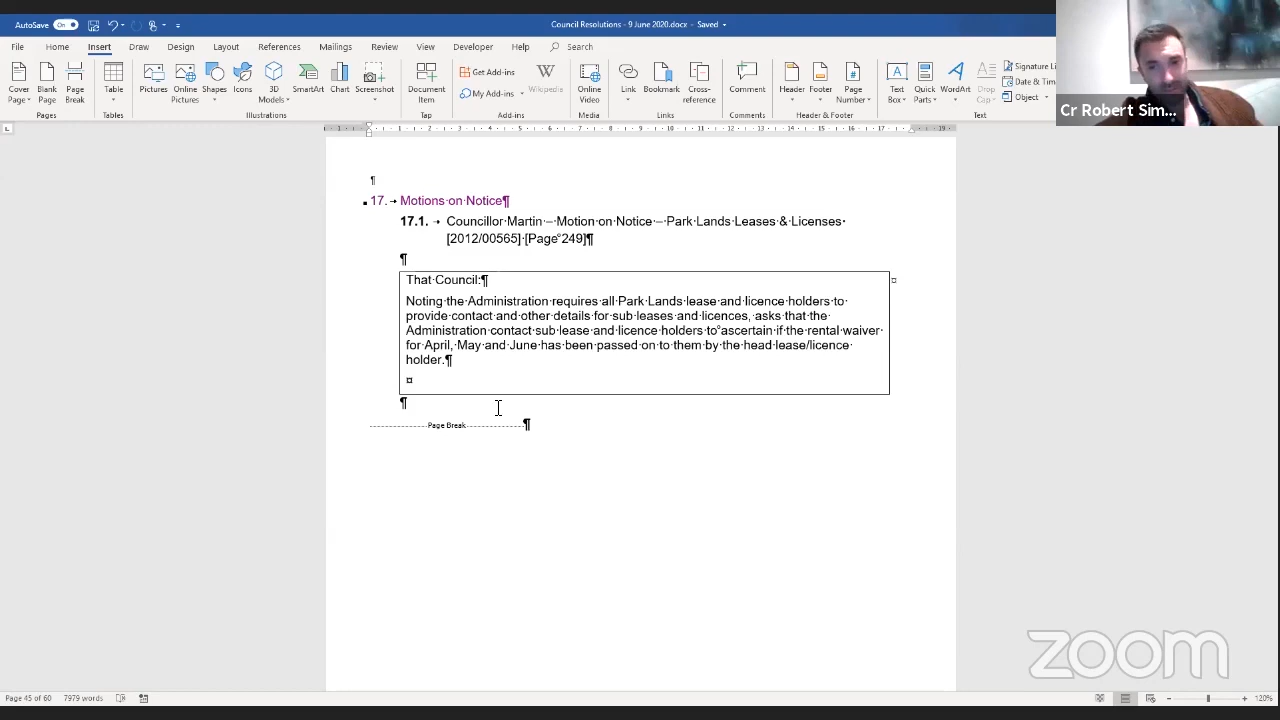 AutoSave On
Council Resolutions - 9 June 2020.docx - Saved
File Home Insert Draw Design Layout References Mailings Review View Developer Help Search
Cover Page Blank Page Page Break Table Pictures Online Pictures Shapes Icons 3D Models SmartArt Chart Screenshot Document Item Get Add-ins My Add-ins Wikipedia Online Video Link Bookmark Cross-reference Comment Header Footer Page Number Text Box Quick Parts WordArt Drop Cap Signature Li Date & Tim Object
Pages Tables Illustrations Tap Add-ins Media Links Comments Header & Footer Text
Cr Robert Sim...
17. Motions on Notice
17.1. Councillor Martin – Motion on Notice – Park Lands Leases & Licenses
[2012/00565] [Page 249]
That Council:
Noting the Administration requires all Park Lands lease and licence holders to
provide contact and other details for sub leases and licences, asks that the
Administration contact sub lease and licence holders to ascertain if the rental waiver
for April, May and June has been passed on to them by the head lease/licence
holder.
Page Break
zoom
Page 45 of 60 7979 words 120%